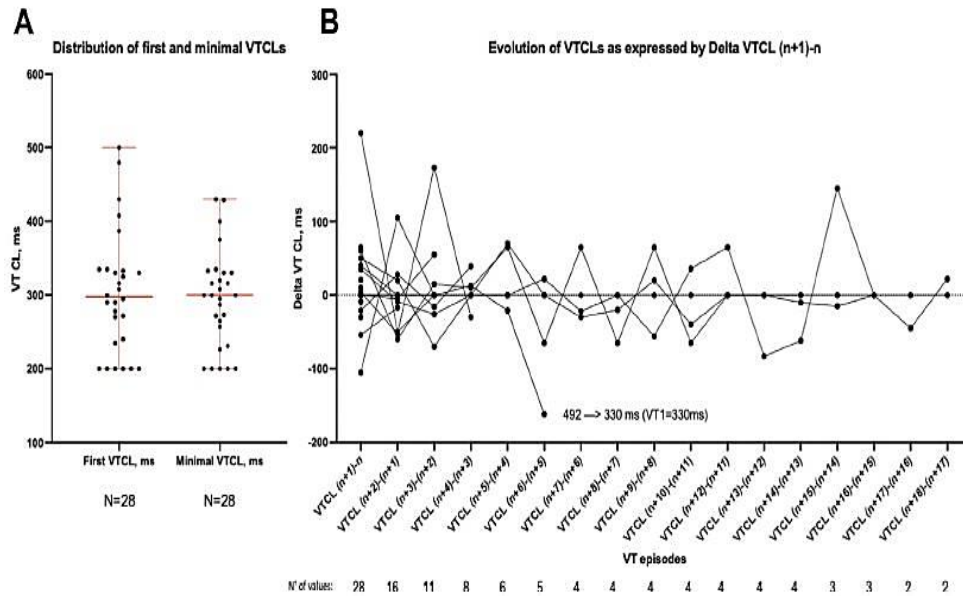 A
Distribution of first and minimal VTCLs
VT CL, ms
600
500
400
300
200
100
First VTCL, ms
Minimal VTCL, ms
N=28
N=28
B
Evolution of VTCLs as expressed by Delta VTCL (n+1)-n
Delta VT CL, ms
300
200
100
0
-100
-200
492 —> 330 ms (VT1=330ms)
VTCL (n+1)-n
VTCL (n+2)-(n+1)
VTCL (n+3)-(n+2)
VTCL (n+4)-(n+3)
VTCL (n+5)-(n+4)
VTCL (n+6)-(n+5)
VTCL (n+7)-(n+6)
VTCL (n+8)-(n+7)
VTCL (n+9)-(n+8)
VTCL (n+10)-(n+11)
VTCL (n+12)-(n+11)
VTCL (n+13)-(n+12)
VTCL (n+14)-(n+13)
VTCL (n+15)-(n+14)
VTCL (n+16)-(n+15)
VTCL (n+17)-(n+16)
VTCL (n+18)-(n+17)
VT episodes
N° of values: 28 16 11 8 6 5 4 4 4 4 4 4 4 3 3 2 2